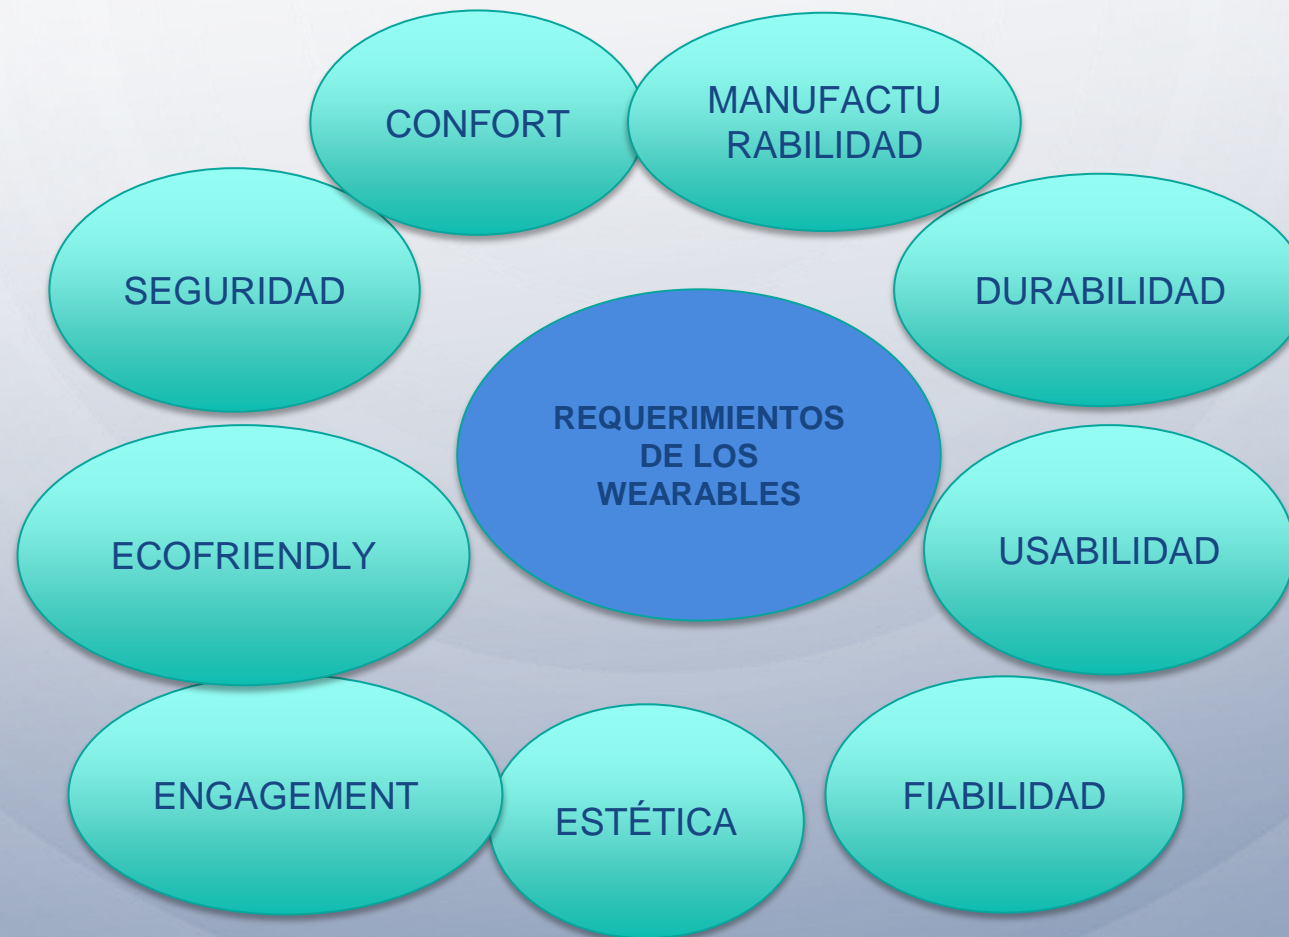 CONFORT
MANUFACTU
RABILIDAD
SEGURIDAD
DURABILIDAD
REQUERIMIENTOS
DE LOS
WEARABLES
ECOFRIENDLY
USABILIDAD
ENGAGEMENT
ESTÉTICA
FIABILIDAD